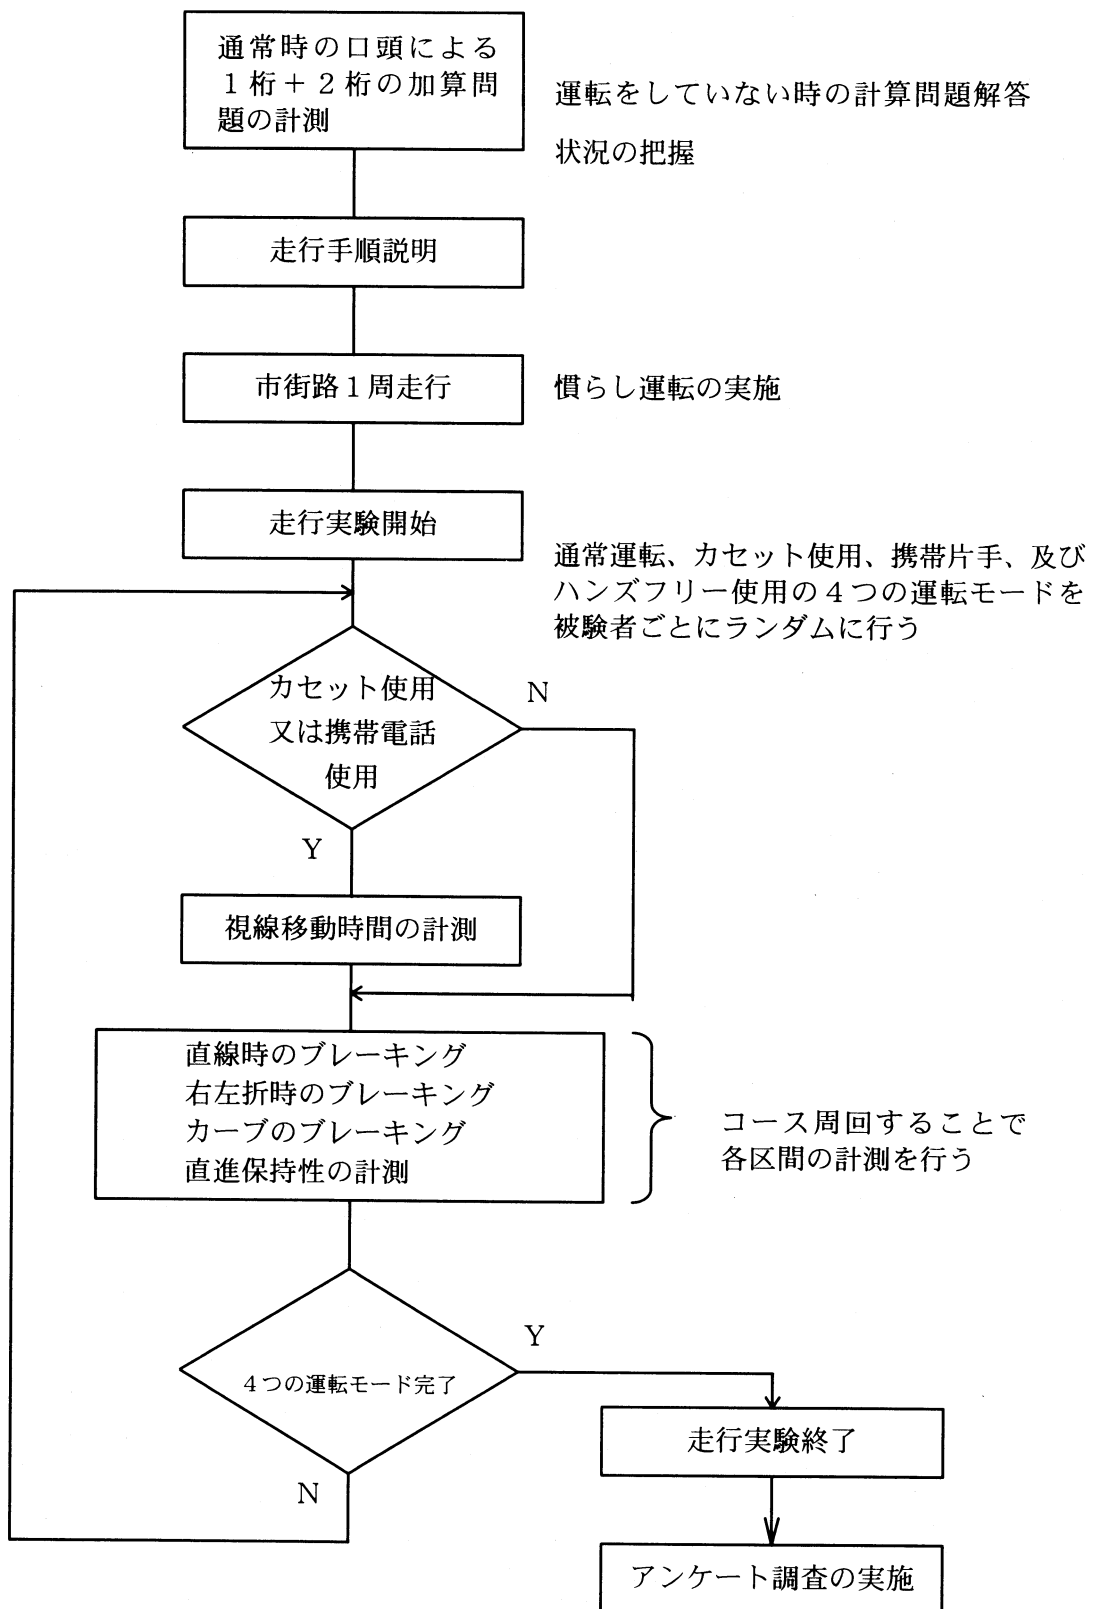 通常時の口頭による
１桁＋２桁の加算問
題の計測
運転をしていない時の計算問題解答
状況の把握
走行手順説明
市街路１周走行
慣らし運転の実施
走行実験開始
通常運転、カセット使用、携帯片手、及び
ハンズフリー使用の４つの運転モードを
被験者ごとにランダムに行う
カセット使用
又は携帯電話
使用
N
Y
視線移動時間の計測
直線時のブレーキング
右左折時のブレーキング
カーブのブレーキング
直進保持性の計測
コース周回することで
各区間の計測を行う
４つの運転モード完了
Y
N
走行実験終了
アンケート調査の実施